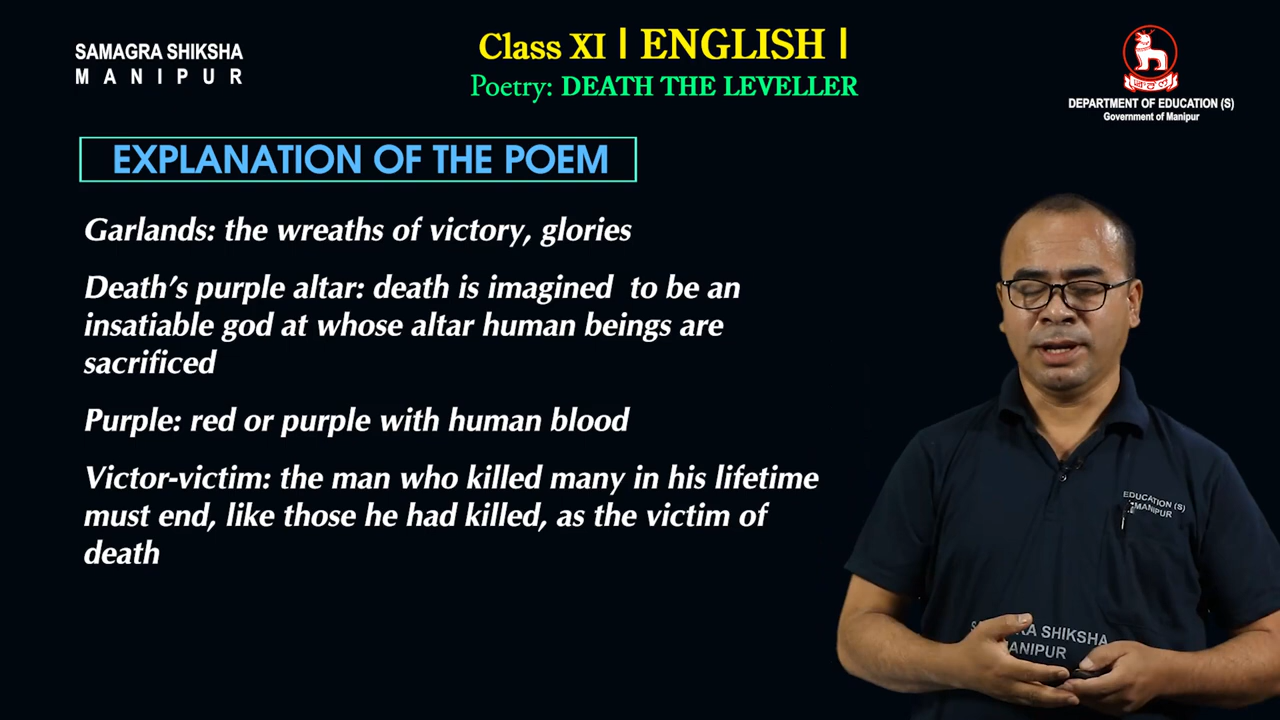 SAMAGRA SHIKSHA
MANIPUR
Class XI | ENGLISH |
Poetry: DEATH THE LEVELLER
DEPARTMENT OF EDUCATION (S)
Government of Manipur
EXPLANATION OF THE POEM
Garlands: the wreaths of victory, glories
Death's purple altar: death is imagined to be an
insatiable god at whose altar human beings are
sacrificed
Purple: red or purple with human blood
Victor-victim: the man who killed many in his lifetime
must end, like those he had killed, as the victim of
death
EDUCATION (S)
MANIPUR
SHIKSHA
MANIPUR